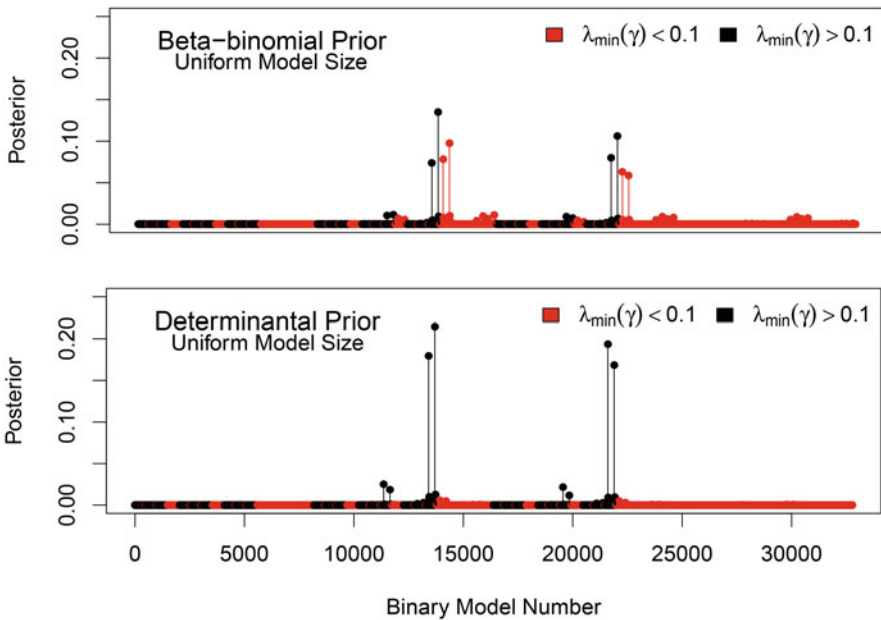 Beta−binomial Prior
Uniform Model Size
λmin(γ) < 0.1
λmin(γ) > 0.1
Posterior
0.20
0.10
0.00
Determinantal Prior
Uniform Model Size
λmin(γ) < 0.1
λmin(γ) > 0.1
Posterior
0.20
0.10
0.00
0 5000 10000 15000 20000 25000 30000
Binary Model Number